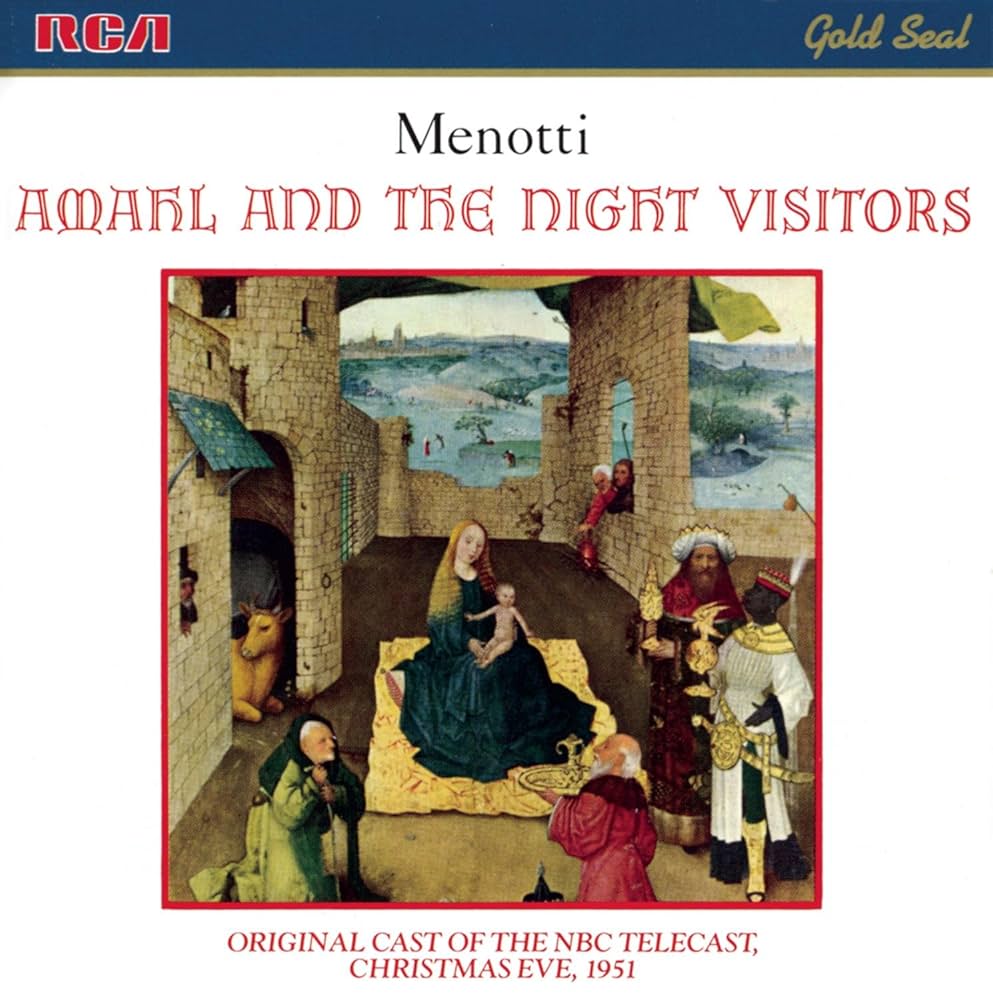 RCA
Gold Seal
Menotti
AMAHL AND THE NIGHT VISITORS
ORIGINAL CAST OF THE NBC TELECAST,
CHRISTMAS EVE, 1951